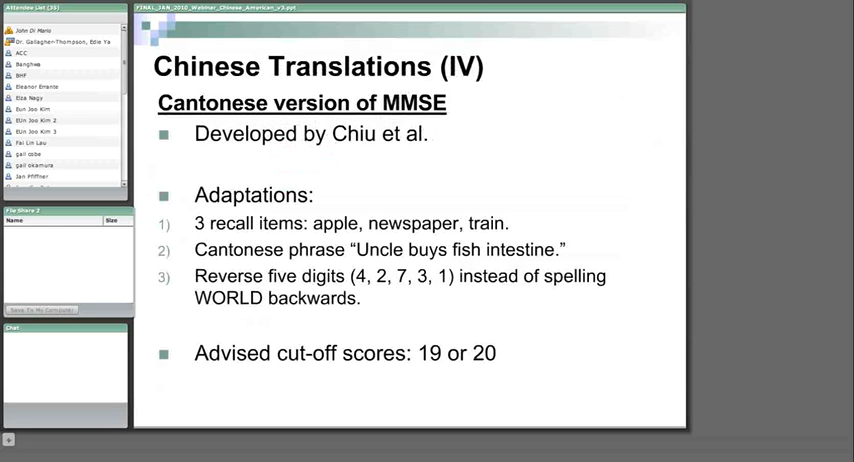 Attendee List (35)
FINAL_JAN_2010_Webinar_Chinese_American_v3.ppt
John Di Mario
Dr. Gallagher-Thompson, Edie Ya
ACC
Banghwa
BHF
Eleanor Errante
Elza Nagy
Eun Joo Kim
EUn Joo Kim 2
EUn Joo Kim 3
Fai Lin Lau
gail cobe
gail okamura
Jan Pfiffner
File Share 2
Name Size
Save To My Computer
Chat
Chinese Translations (IV)
Cantonese version of MMSE
Developed by Chiu et al.
Adaptations:
1) 3 recall items: apple, newspaper, train.
2) Cantonese phrase “Uncle buys fish intestine.”
3) Reverse five digits (4, 2, 7, 3, 1) instead of spelling
WORLD backwards.
Advised cut-off scores: 19 or 20